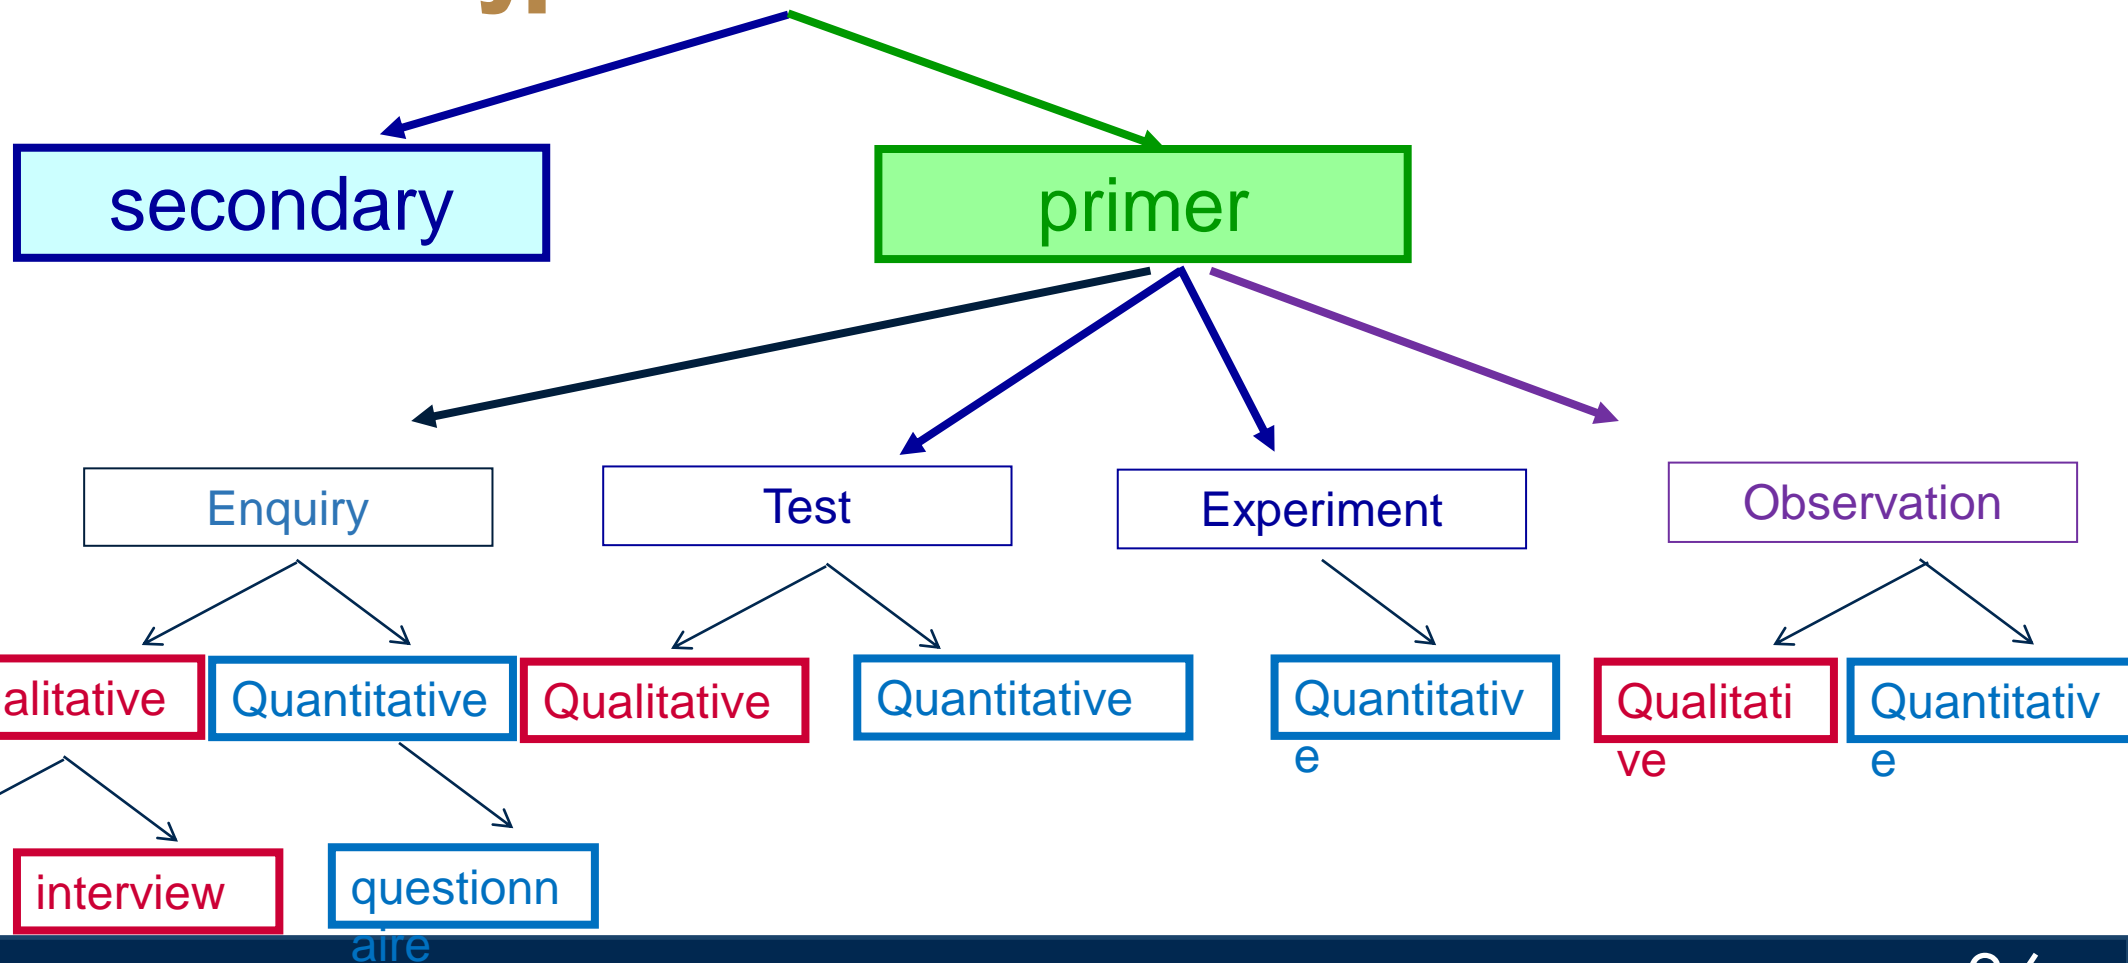 secondary
primer
Enquiry
Test
Experiment
Observation
alitative
Quantitative
Qualitative
Quantitative
Quantitativ
e
Qualitati
ve
Quantitativ
e
interview
questionn
aire